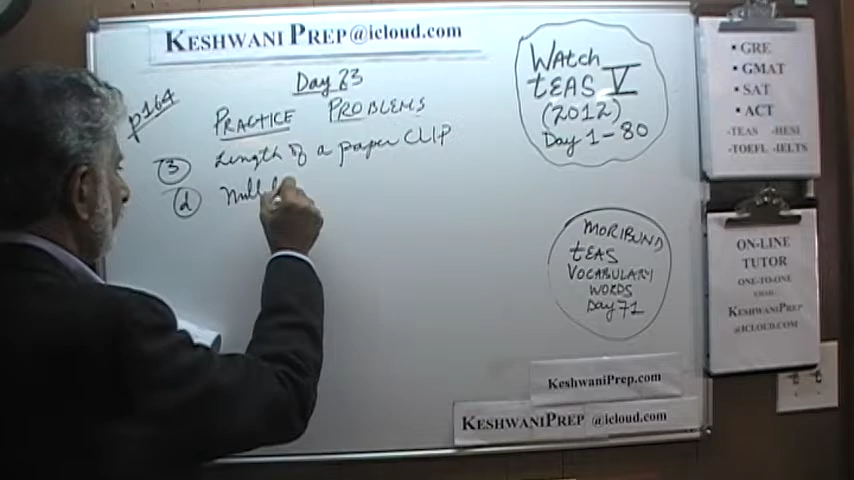 KESHWANI PREP@icloud.com
Day 83
p164
PRACTICE PROBLEMS
3 Length of a paper CLIP
d
WAtch
tEAS V
(2012)
Day 1-80
MORIBUND
tEAS
VOCABULARY
WORDS
Day 71
▪ GRE
▪ GMAT
▪ SAT
▪ ACT
-TEAS -HESI
-TOEFL -IELTS
ON-LINE
TUTOR
ONE-TO-ONE
KESHWANIPREP
@ICLOUD.COM
KeshwaniPrep.com
KESHWANIPREP @icloud.com